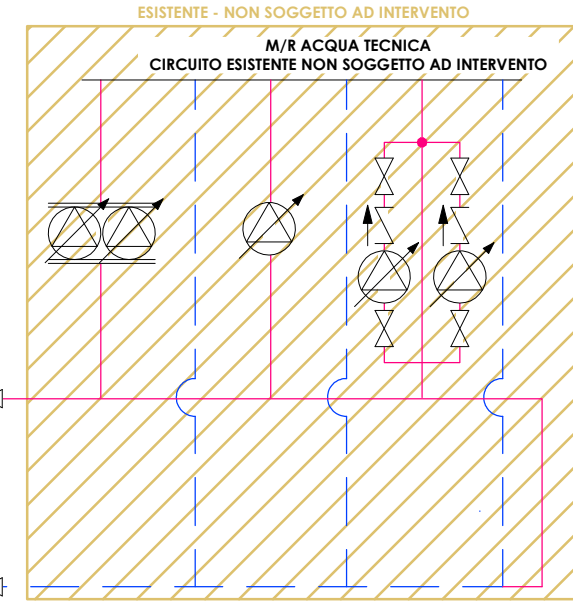 ESISTENTE - NON SOGGETTO AD INTERVENTO
M/R ACQUA TECNICA
CIRCUITO ESISTENTE NON SOGGETTO AD INTERVENTO